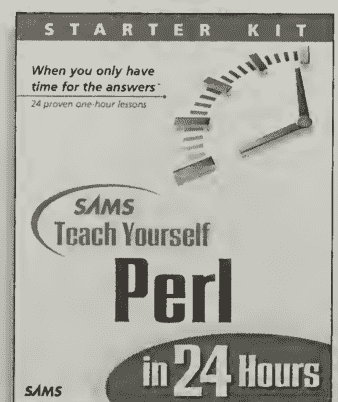 STARTER KIT
When you only have
time for the answers™
24 proven one-hour lessons
SAMS
Teach Yourself
Perl
in 24 Hours
SAMS